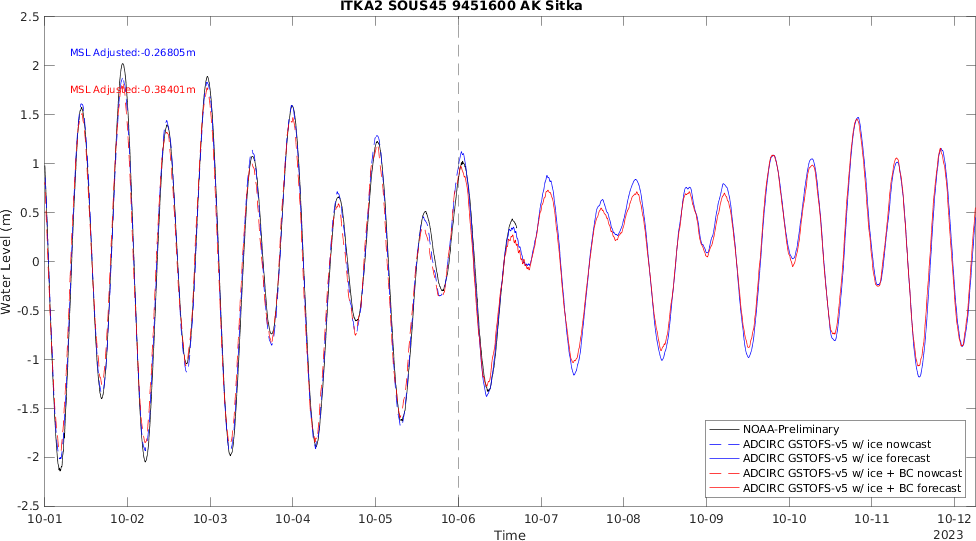 ITKA2 SOUS45 9451600 AK Sitka
MSL Adjusted:-0.26805m
MSL Adjusted:-0.38401m
Water Level (m)
2.5
2
1.5
1
0.5
0
-0.5
-1
-1.5
-2
-2.5
NOAA-Preliminary
ADCIRC GSTOFS-v5 w/ ice nowcast
ADCIRC GSTOFS-v5 w/ ice forecast
ADCIRC GSTOFS-v5 w/ ice + BC nowcast
ADCIRC GSTOFS-v5 w/ ice + BC forecast
10-01 10-02 10-03 10-04 10-05 10-06 10-07 10-08 10-09 10-10 10-11 10-12
Time
2023